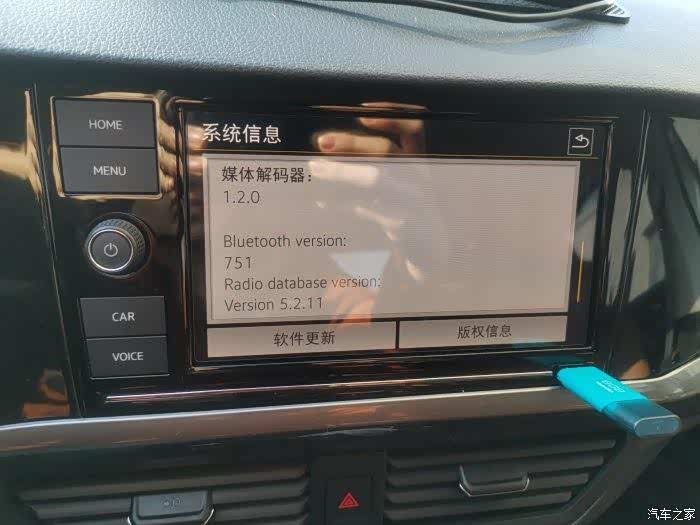 HOME
MENU
CAR
VOICE
系统信息
媒体解码器：
1.2.0
Bluetooth version:
751
Radio database version:
Version 5.2.11
软件更新
版权信息
汽车之家